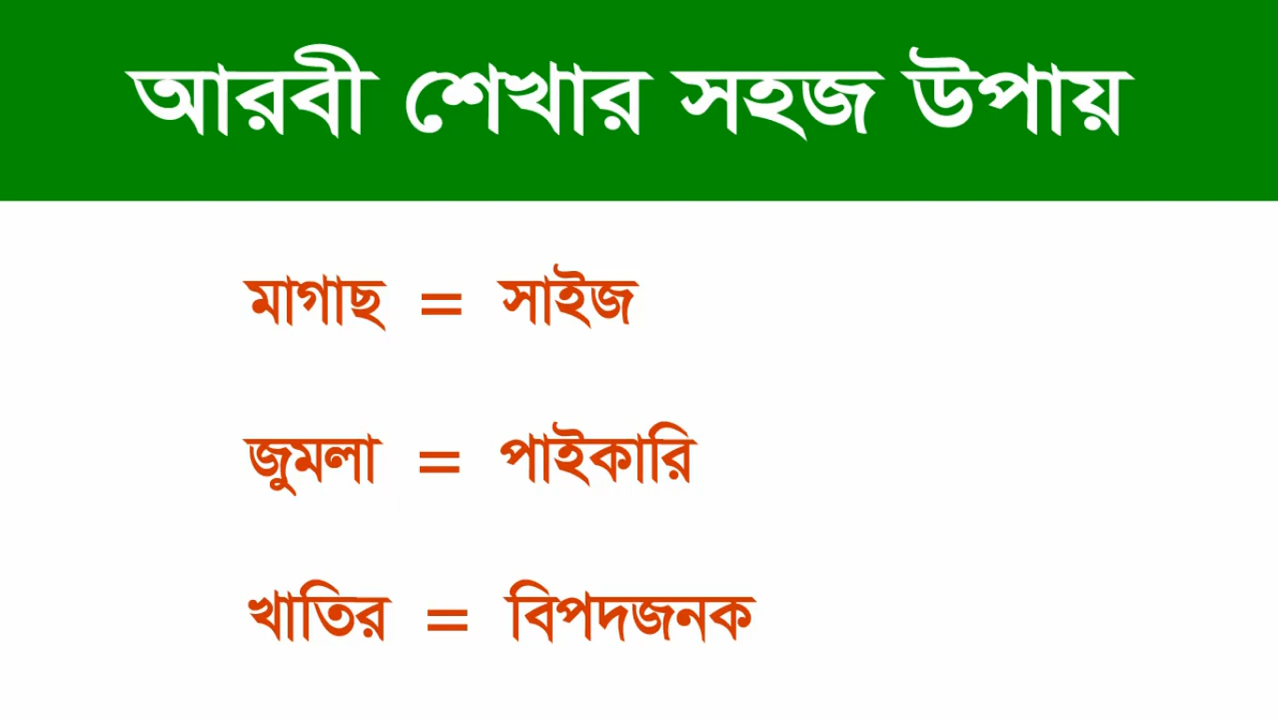 আরবী শেখার সহজ উপায়
মাগাছ = সাইজ
জুমলা = পাইকারি
খাতির = বিপদজনক